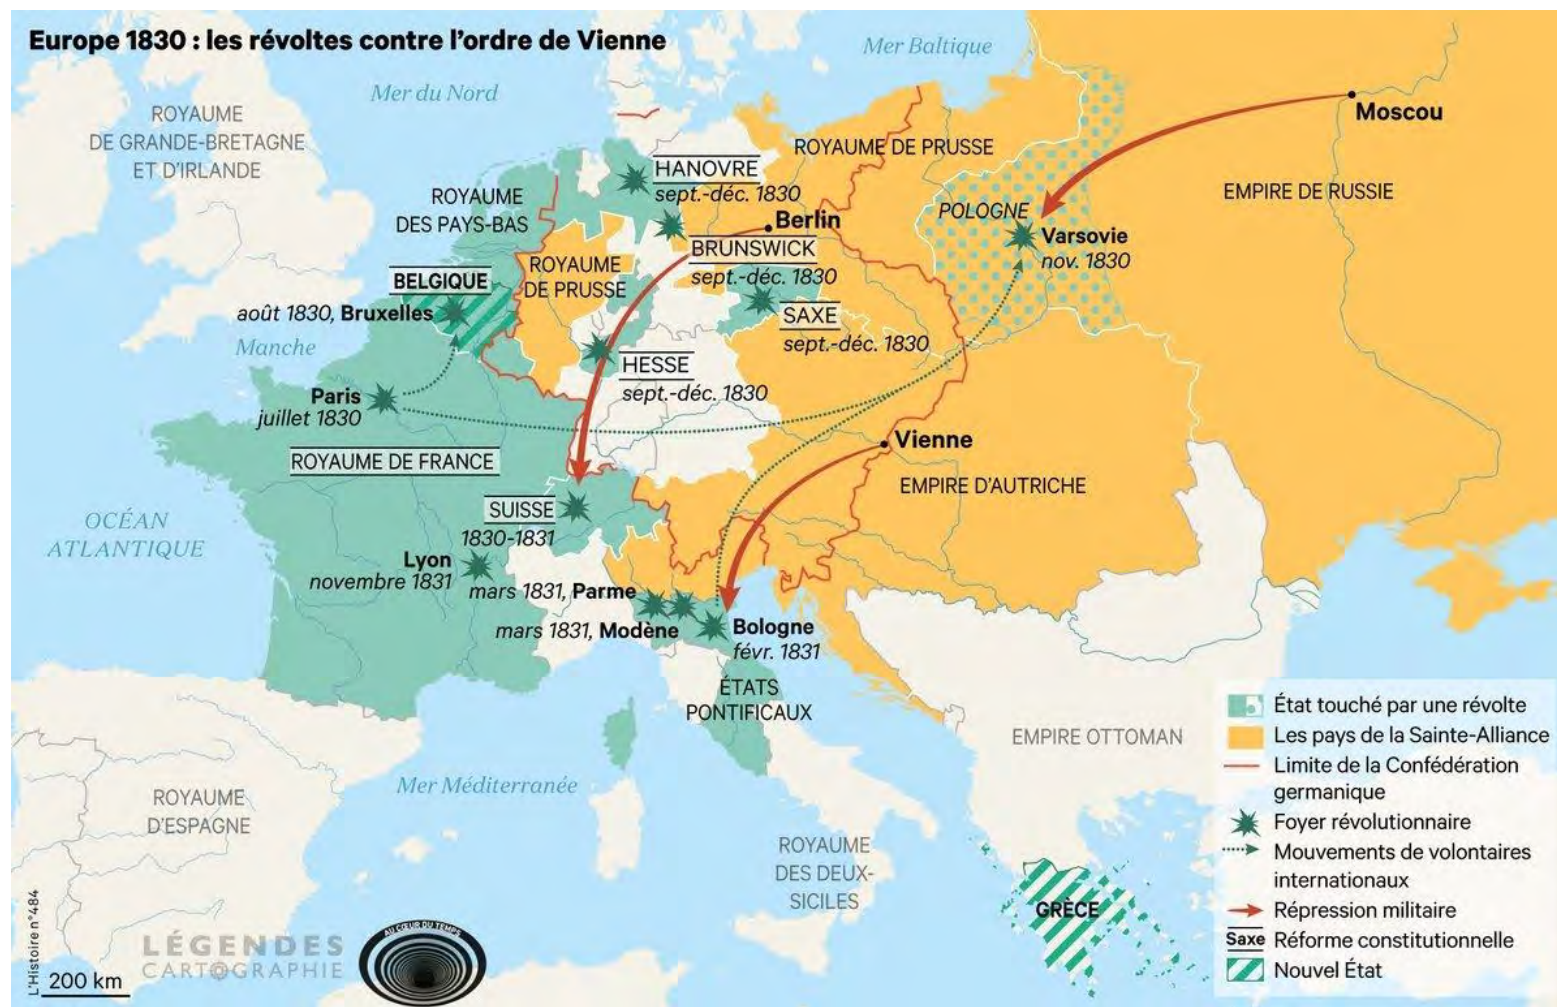 Europe 1830 : les révoltes contre l'ordre de Vienne
Mer Baltique
Mer du Nord
ROYAUME
DE GRANDE-BRETAGNE
ET D'IRLANDE
Moscou
ROYAUME DE PRUSSE
HANOVRE
sept.-déc. 1830
EMPIRE DE RUSSIE
ROYAUME
DES PAYS-BAS
POLOGNE
Berlin
Varsovie
nov. 1830
BRUNSWICK
sept.-déc. 1830
ROYAUME
DE PRUSSE
BELGIQUE
août 1830, Bruxelles
SAXE
sept.-déc. 1830
Manche
HESSE
sept.-déc. 1830
Paris
juillet 1830
Vienne
ROYAUME DE FRANCE
EMPIRE D'AUTRICHE
SUISSE
1830-1831
OCÉAN
ATLANTIQUE
Lyon
novembre 1831
mars 1831, Parme
mars 1831, Modène
Bologne
févr. 1831
ÉTATS
PONTIFICAUX
EMPIRE OTTOMAN
Mer Méditerranée
ROYAUME
D'ESPAGNE
ROYAUME
DES DEUX-
SICILES
GRÈCE
État touché par une révolte
Les pays de la Sainte-Alliance
Limite de la Confédération
germanique
Foyer révolutionnaire
Mouvements de volontaires
internationaux
Répression militaire
Saxe Réforme constitutionnelle
Nouvel État
L'Histoire n°484
200 km
LÉGENDES
CARTOGRAPHIE
AU CŒUR DU TEMPS